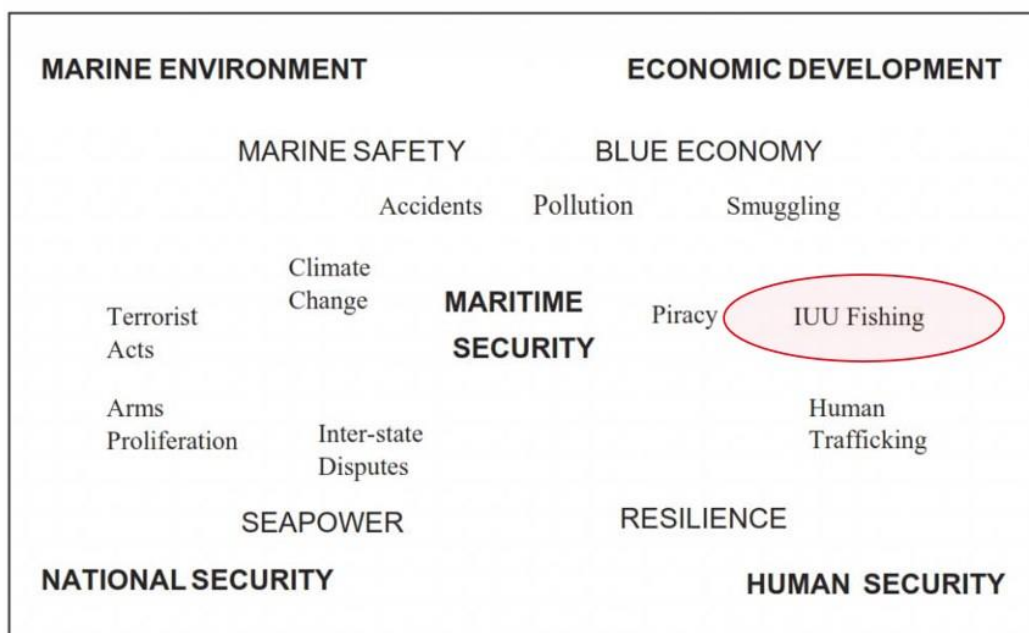 MARINE ENVIRONMENT
ECONOMIC DEVELOPMENT
MARINE SAFETY
BLUE ECONOMY
Accidents
Pollution
Smuggling
Climate
Change
MARITIME
SECURITY
Piracy
IUU Fishing
Terrorist
Acts
Arms
Proliferation
Inter-state
Disputes
Human
Trafficking
SEAPOWER
RESILIENCE
NATIONAL SECURITY
HUMAN SECURITY